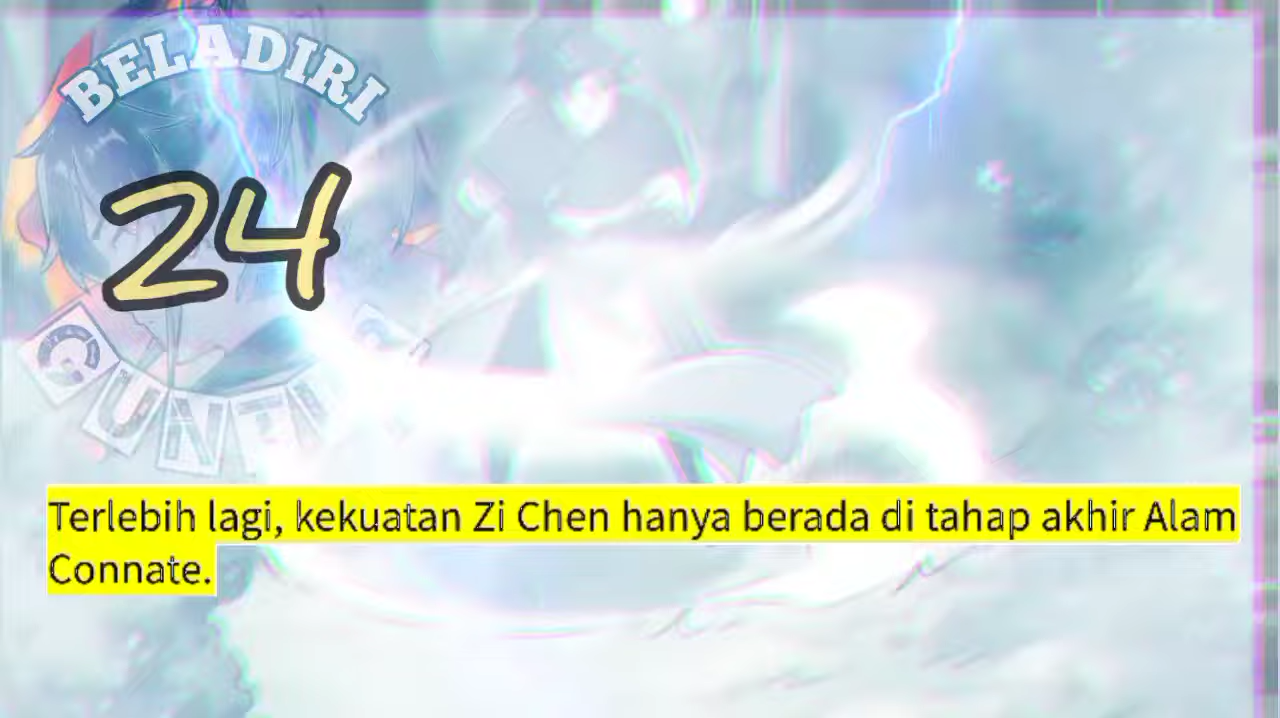 BELADIRI
24
Terlebih lagi, kekuatan Zi Chen hanya berada di tahap akhir Alam
Connate.